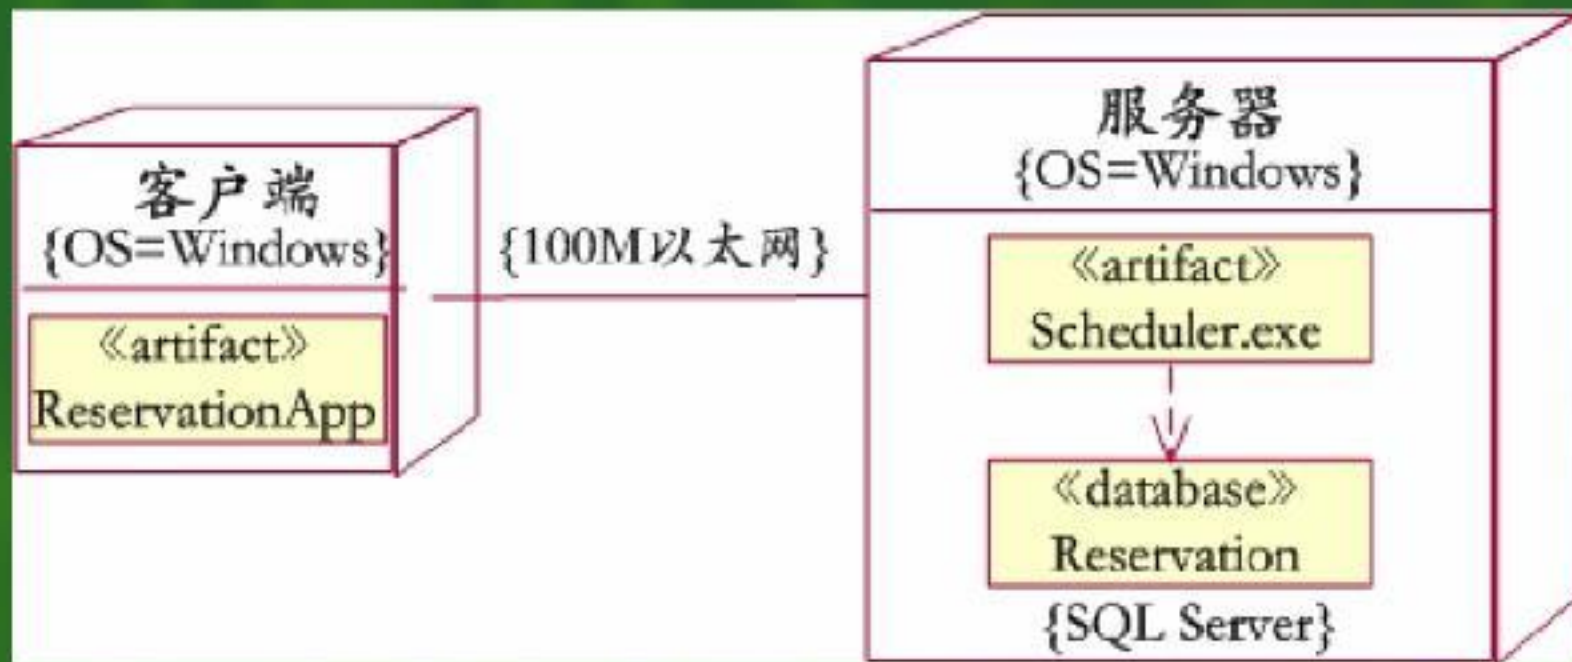 客户端
{OS=Windows}
《artifact》
ReservationApp
{100M以太网}
服务器
{OS=Windows}
《artifact》
Scheduler.exe
《database》
Reservation
{SQL Server}